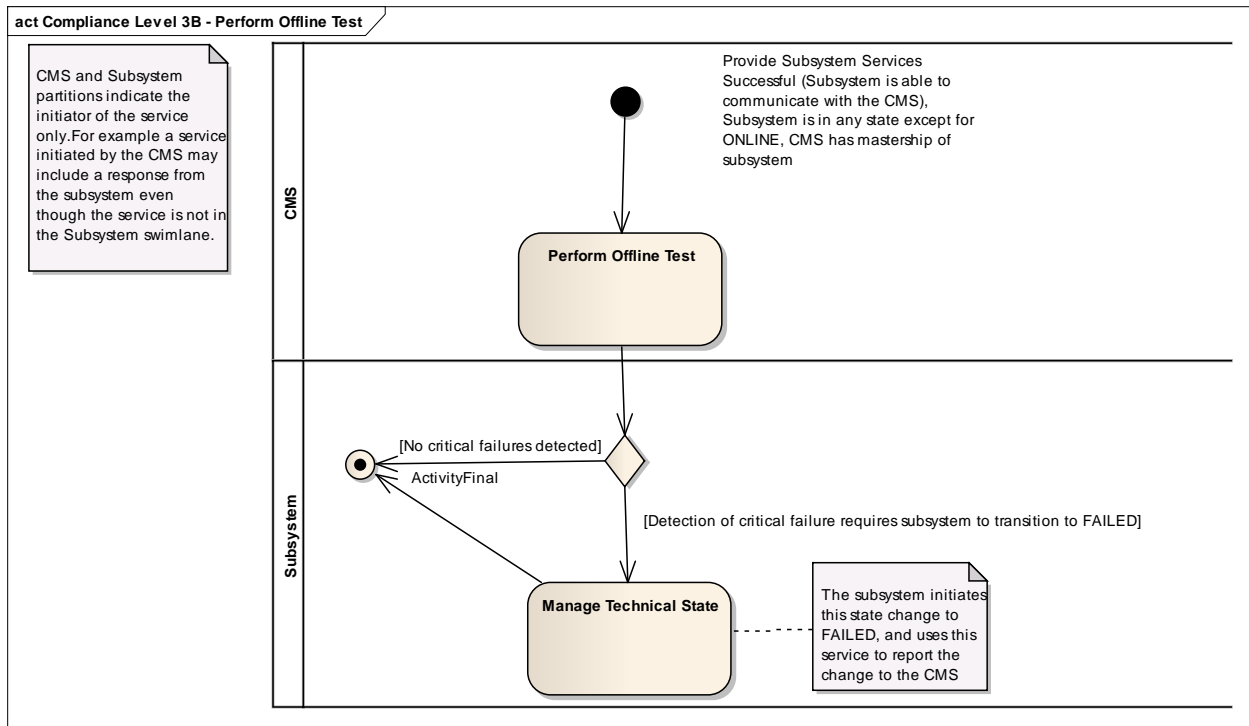 act Compliance Level 3B - Perform Offline Test
CMS and Subsystem
partitions indicate the
initiator of the service
only.For example a service
initiated by the CMS may
include a response from
the subsystem even
though the service is not in
the Subsystem swimlane.
CMS
Provide Subsystem Services
Successful (Subsystem is able to
communicate with the CMS),
Subsystem is in any state except for
ONLINE, CMS has mastership of
subsystem
Perform Offline Test
Subsystem
[No critical failures detected]
ActivityFinal
[Detection of critical failure requires subsystem to transition to FAILED]
Manage Technical State
The subsystem initiates
this state change to
FAILED, and uses this
service to report the
change to the CMS